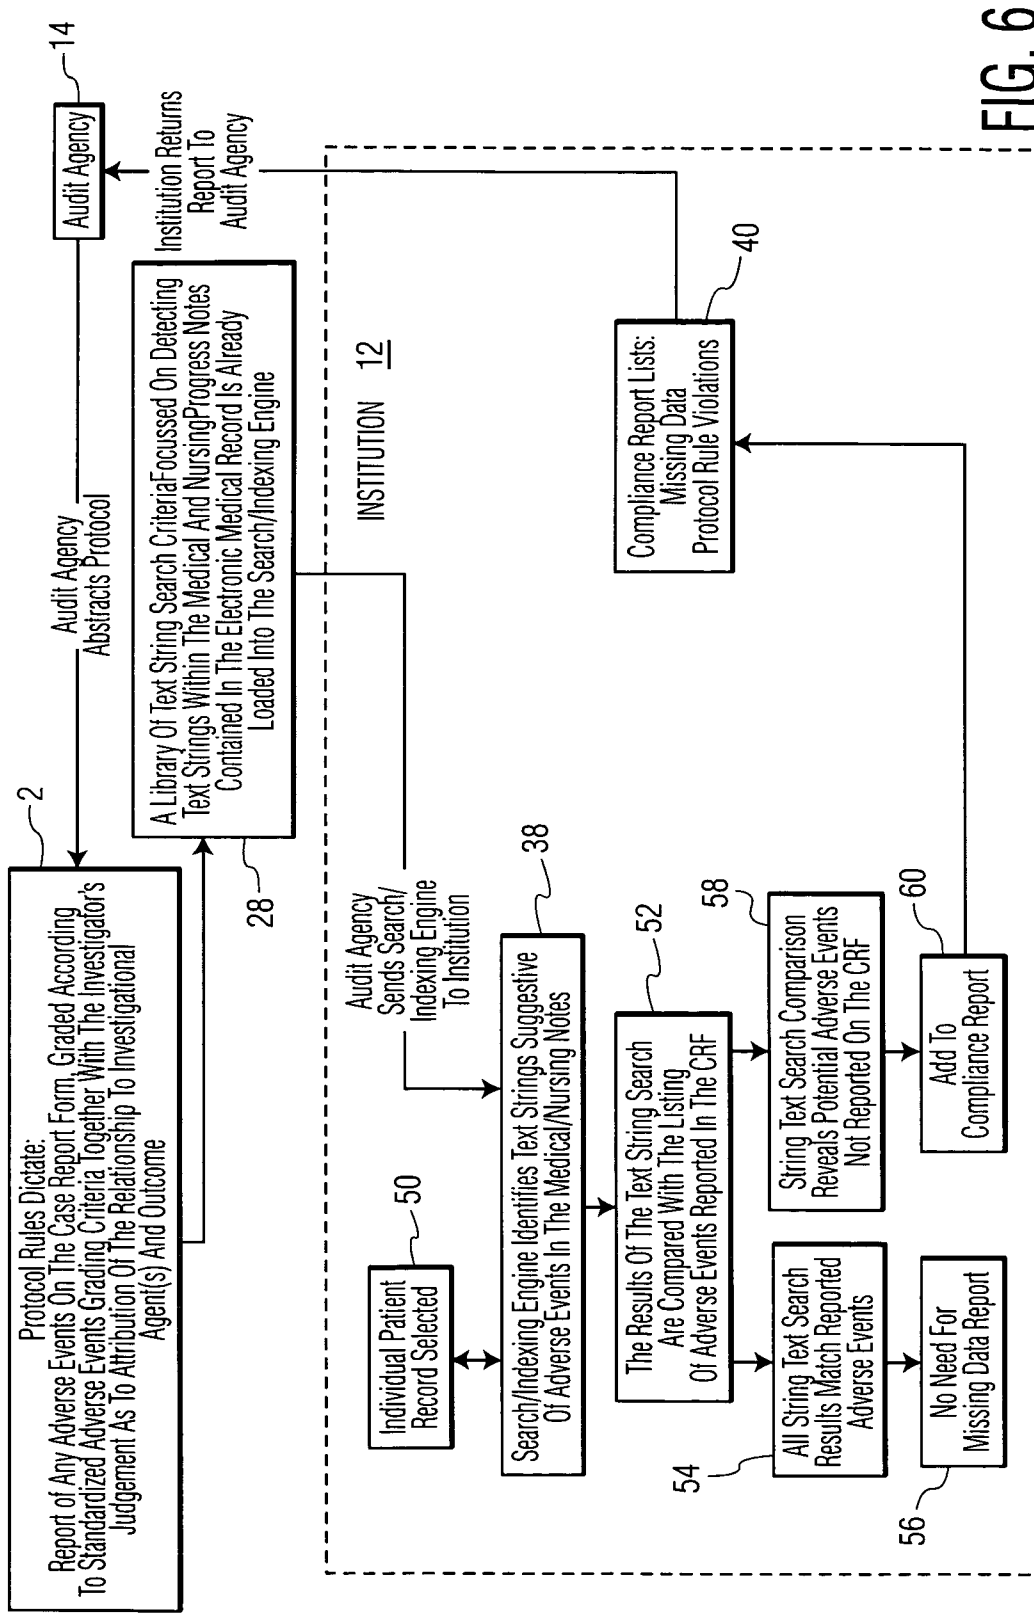 Protocol Rules Dictate:
Report of Any Adverse Events On The Case Report Form, Graded According
To Standardized Adverse Events Grading Criteria Together With The Investigator's
Judgement As To Attribution Of The Relationship To Investigational
Agent(s) And Outcome
2
Audit Agency
Abstracts Protocol
Audit Agency
14
A Library Of Text String Search CriteriaFocussed On Detecting
Text Strings Within The Medical And NursingProgress Notes
Contained In The Electronic Medical Record Is Already
Loaded Into The Search/Indexing Engine
28
Institution Returns
Report To
Audit Agency
Audit Agency
Sends Search/
Indexing Engine
To Institution
INSTITUTION 12
Individual Patient
Record Selected
50
Search/Indexing Engine Identifies Text Strings Suggestive
Of Adverse Events In The Medical/Nursing Notes
38
The Results Of The Text String Search
Are Compared With The Listing
Of Adverse Events Reported In The CRF
52
All String Text Search
Results Match Reported
Adverse Events
54
String Text Search Comparison
Reveals Potential Adverse Events
Not Reported On The CRF
58
No Need For
Missing Data Report
56
Add To
Compliance Report
60
Compliance Report Lists:
Missing Data
Protocol Rule Violations
40
FIG. 6